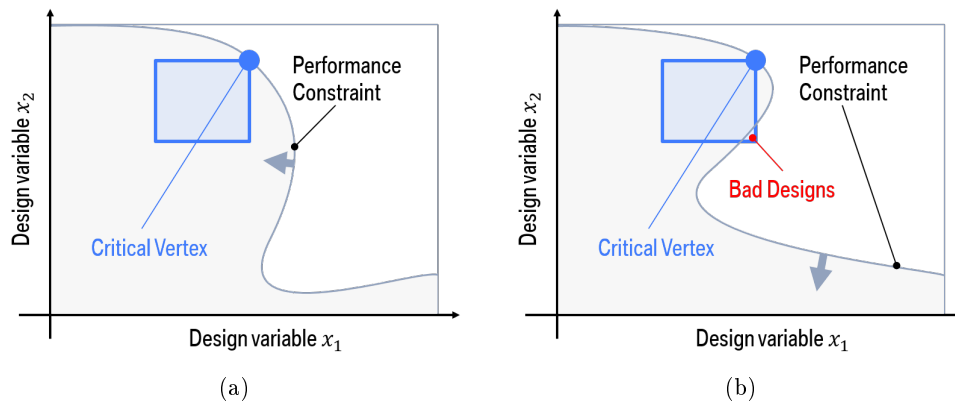 Design variable x₂
Performance
Constraint
Critical Vertex
Design variable x₁
(a)
Design variable x₂
Performance
Constraint
Bad Designs
Critical Vertex
Design variable x₁
(b)